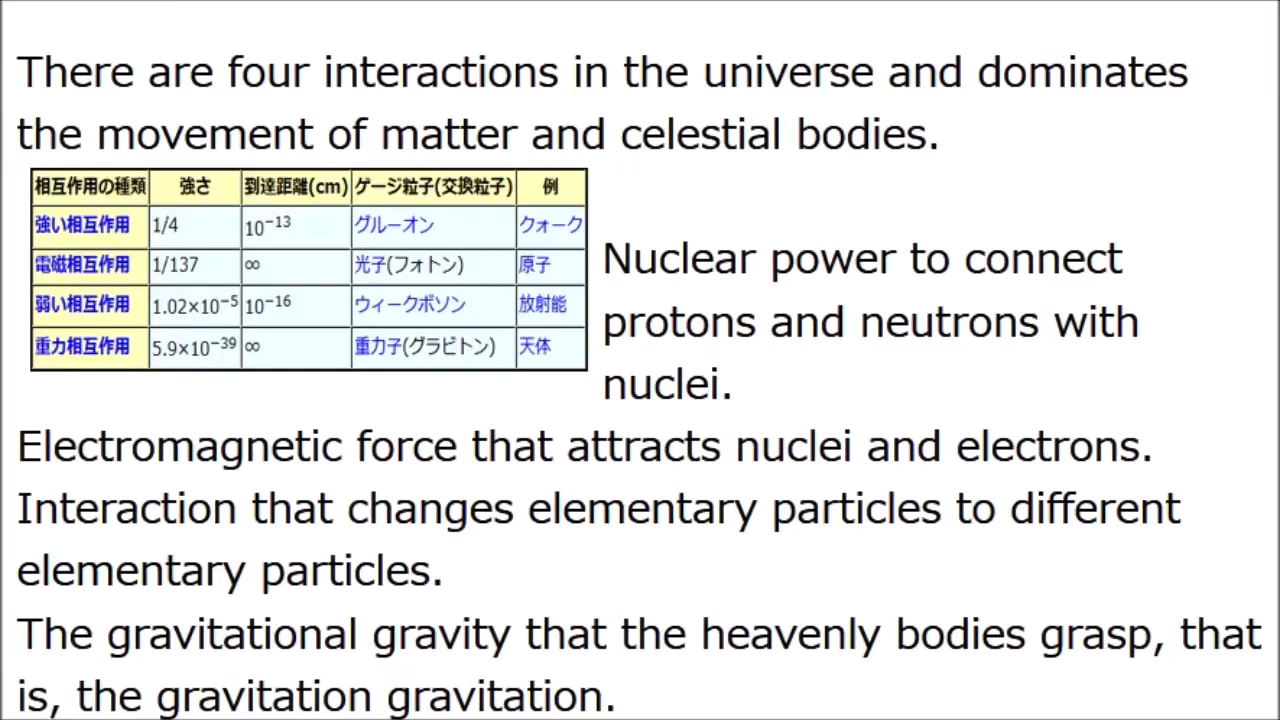 There are four interactions in the universe and dominates
the movement of matter and celestial bodies.
相互作用の種類 強さ 到達距離(cm) ゲージ粒子(交換粒子) 例
強い相互作用 1/4 10⁻¹³ グルーオン クォーク
電磁相互作用 1/137 ∞ 光子(フォトン) 原子
弱い相互作用 1.02×10⁻⁵ 10⁻¹⁶ ウィークボソン 放射能
重力相互作用 5.9×10⁻³⁹ ∞ 重力子(グラビトン) 天体
Nuclear power to connect
protons and neutrons with
nuclei.
Electromagnetic force that attracts nuclei and electrons.
Interaction that changes elementary particles to different
elementary particles.
The gravitational gravity that the heavenly bodies grasp, that
is, the gravitation gravitation.